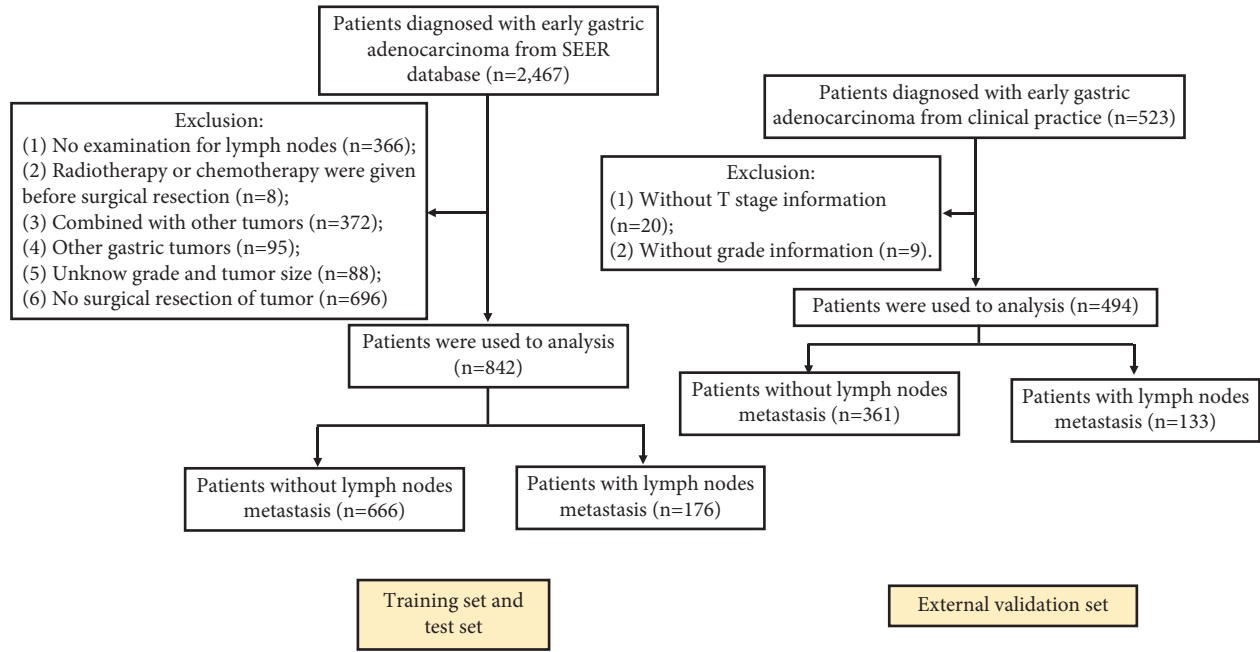 Patients diagnosed with early gastric
adenocarcinoma from SEER
database (n=2,467)
Exclusion:
(1) No examination for lymph nodes (n=366);
(2) Radiotherapy or chemotherapy were given
before surgical resection (n=8);
(3) Combined with other tumors (n=372);
(4) Other gastric tumors (n=95);
(5) Unknow grade and tumor size (n=88);
(6) No surgical resection of tumor (n=696)
Patients were used to analysis
(n=842)
Patients without lymph nodes
metastasis (n=666)
Patients with lymph nodes
metastasis (n=176)
Training set and
test set
Patients diagnosed with early gastric
adenocarcinoma from clinical practice (n=523)
Exclusion:
(1) Without T stage information
(n=20);
(2) Without grade information (n=9).
Patients were used to analysis (n=494)
Patients without lymph nodes
metastasis (n=361)
Patients with lymph nodes
metastasis (n=133)
External validation set